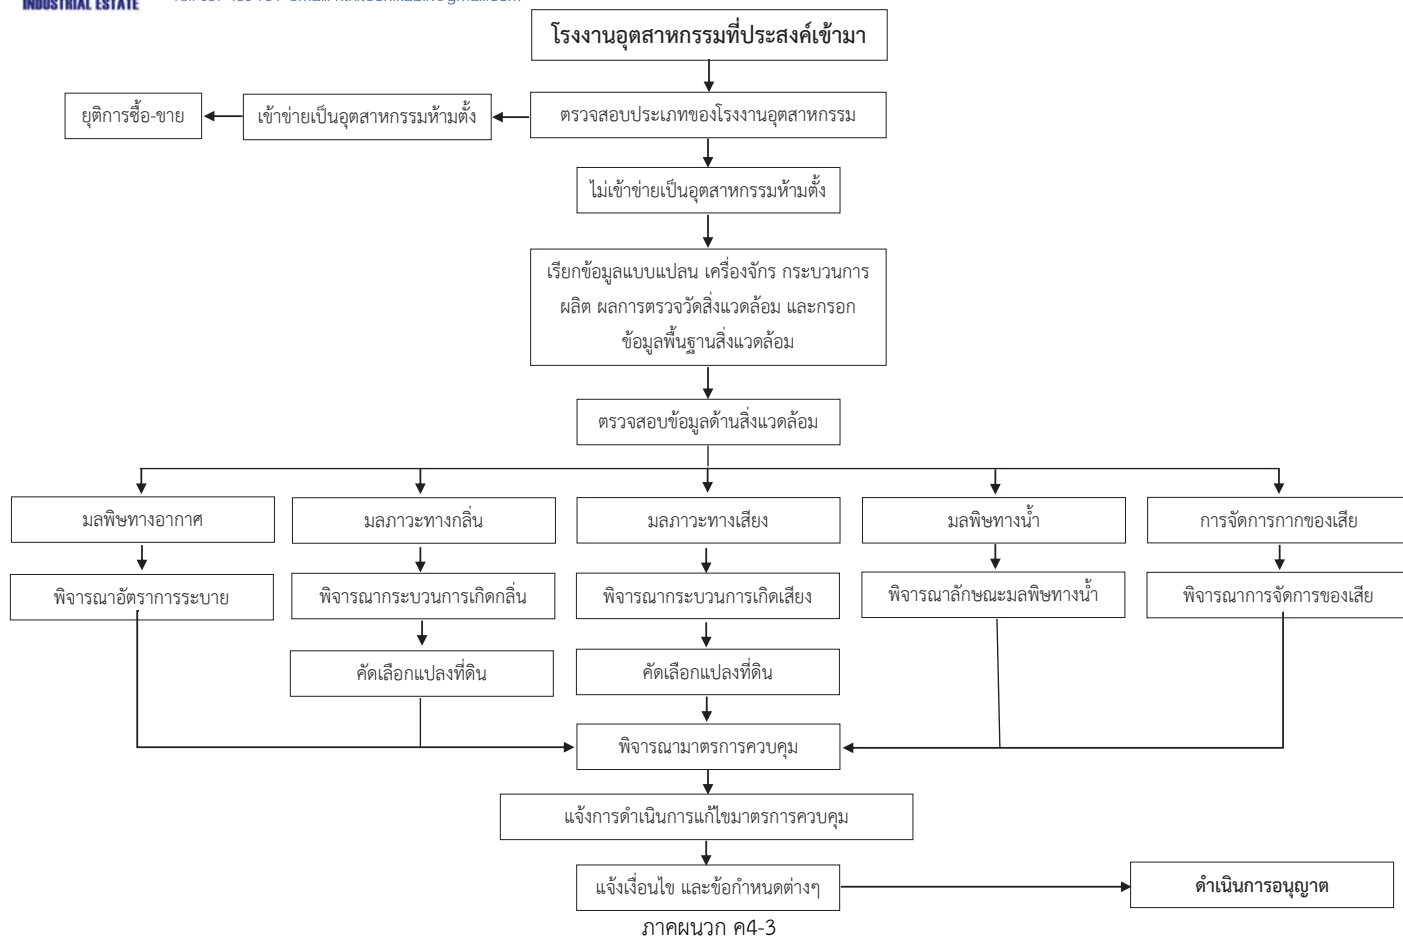 INDUSTRIAL ESTATE
โรงงานอุตสาหกรรมที่ประสงค์เข้ามา
ยุติการซื้อ-ขาย
เข้าข่ายเป็นอุตสาหกรรมห้ามตั้ง
ตรวจสอบประเภทของโรงงานอุตสาหกรรม
ไม่เข้าข่ายเป็นอุตสาหกรรมห้ามตั้ง
เรียกข้อมูลแบบแปลน เครื่องจักร กระบวนการ
ผลิต ผลการตรวจวัดสิ่งแวดล้อม และกรอก
ข้อมูลพื้นฐานสิ่งแวดล้อม
ตรวจสอบข้อมูลด้านสิ่งแวดล้อม
มลพิษทางอากาศ
มลภาวะทางกลิ่น
มลภาวะทางเสียง
มลพิษทางน้ำ
การจัดการกากของเสีย
พิจารณาอัตราการระบาย
พิจารณากระบวนการเกิดกลิ่น
พิจารณากระบวนการเกิดเสียง
พิจารณาลักษณะมลพิษทางน้ำ
พิจารณาการจัดการของเสีย
คัดเลือกแปลงที่ดิน
คัดเลือกแปลงที่ดิน
พิจารณามาตรการควบคุม
แจ้งการดำเนินการแก้ไขมาตรการควบคุม
แจ้งเงื่อนไข และข้อกำหนดต่างๆ
ดำเนินการอนุญาต
ภาคผนวก ค4-3